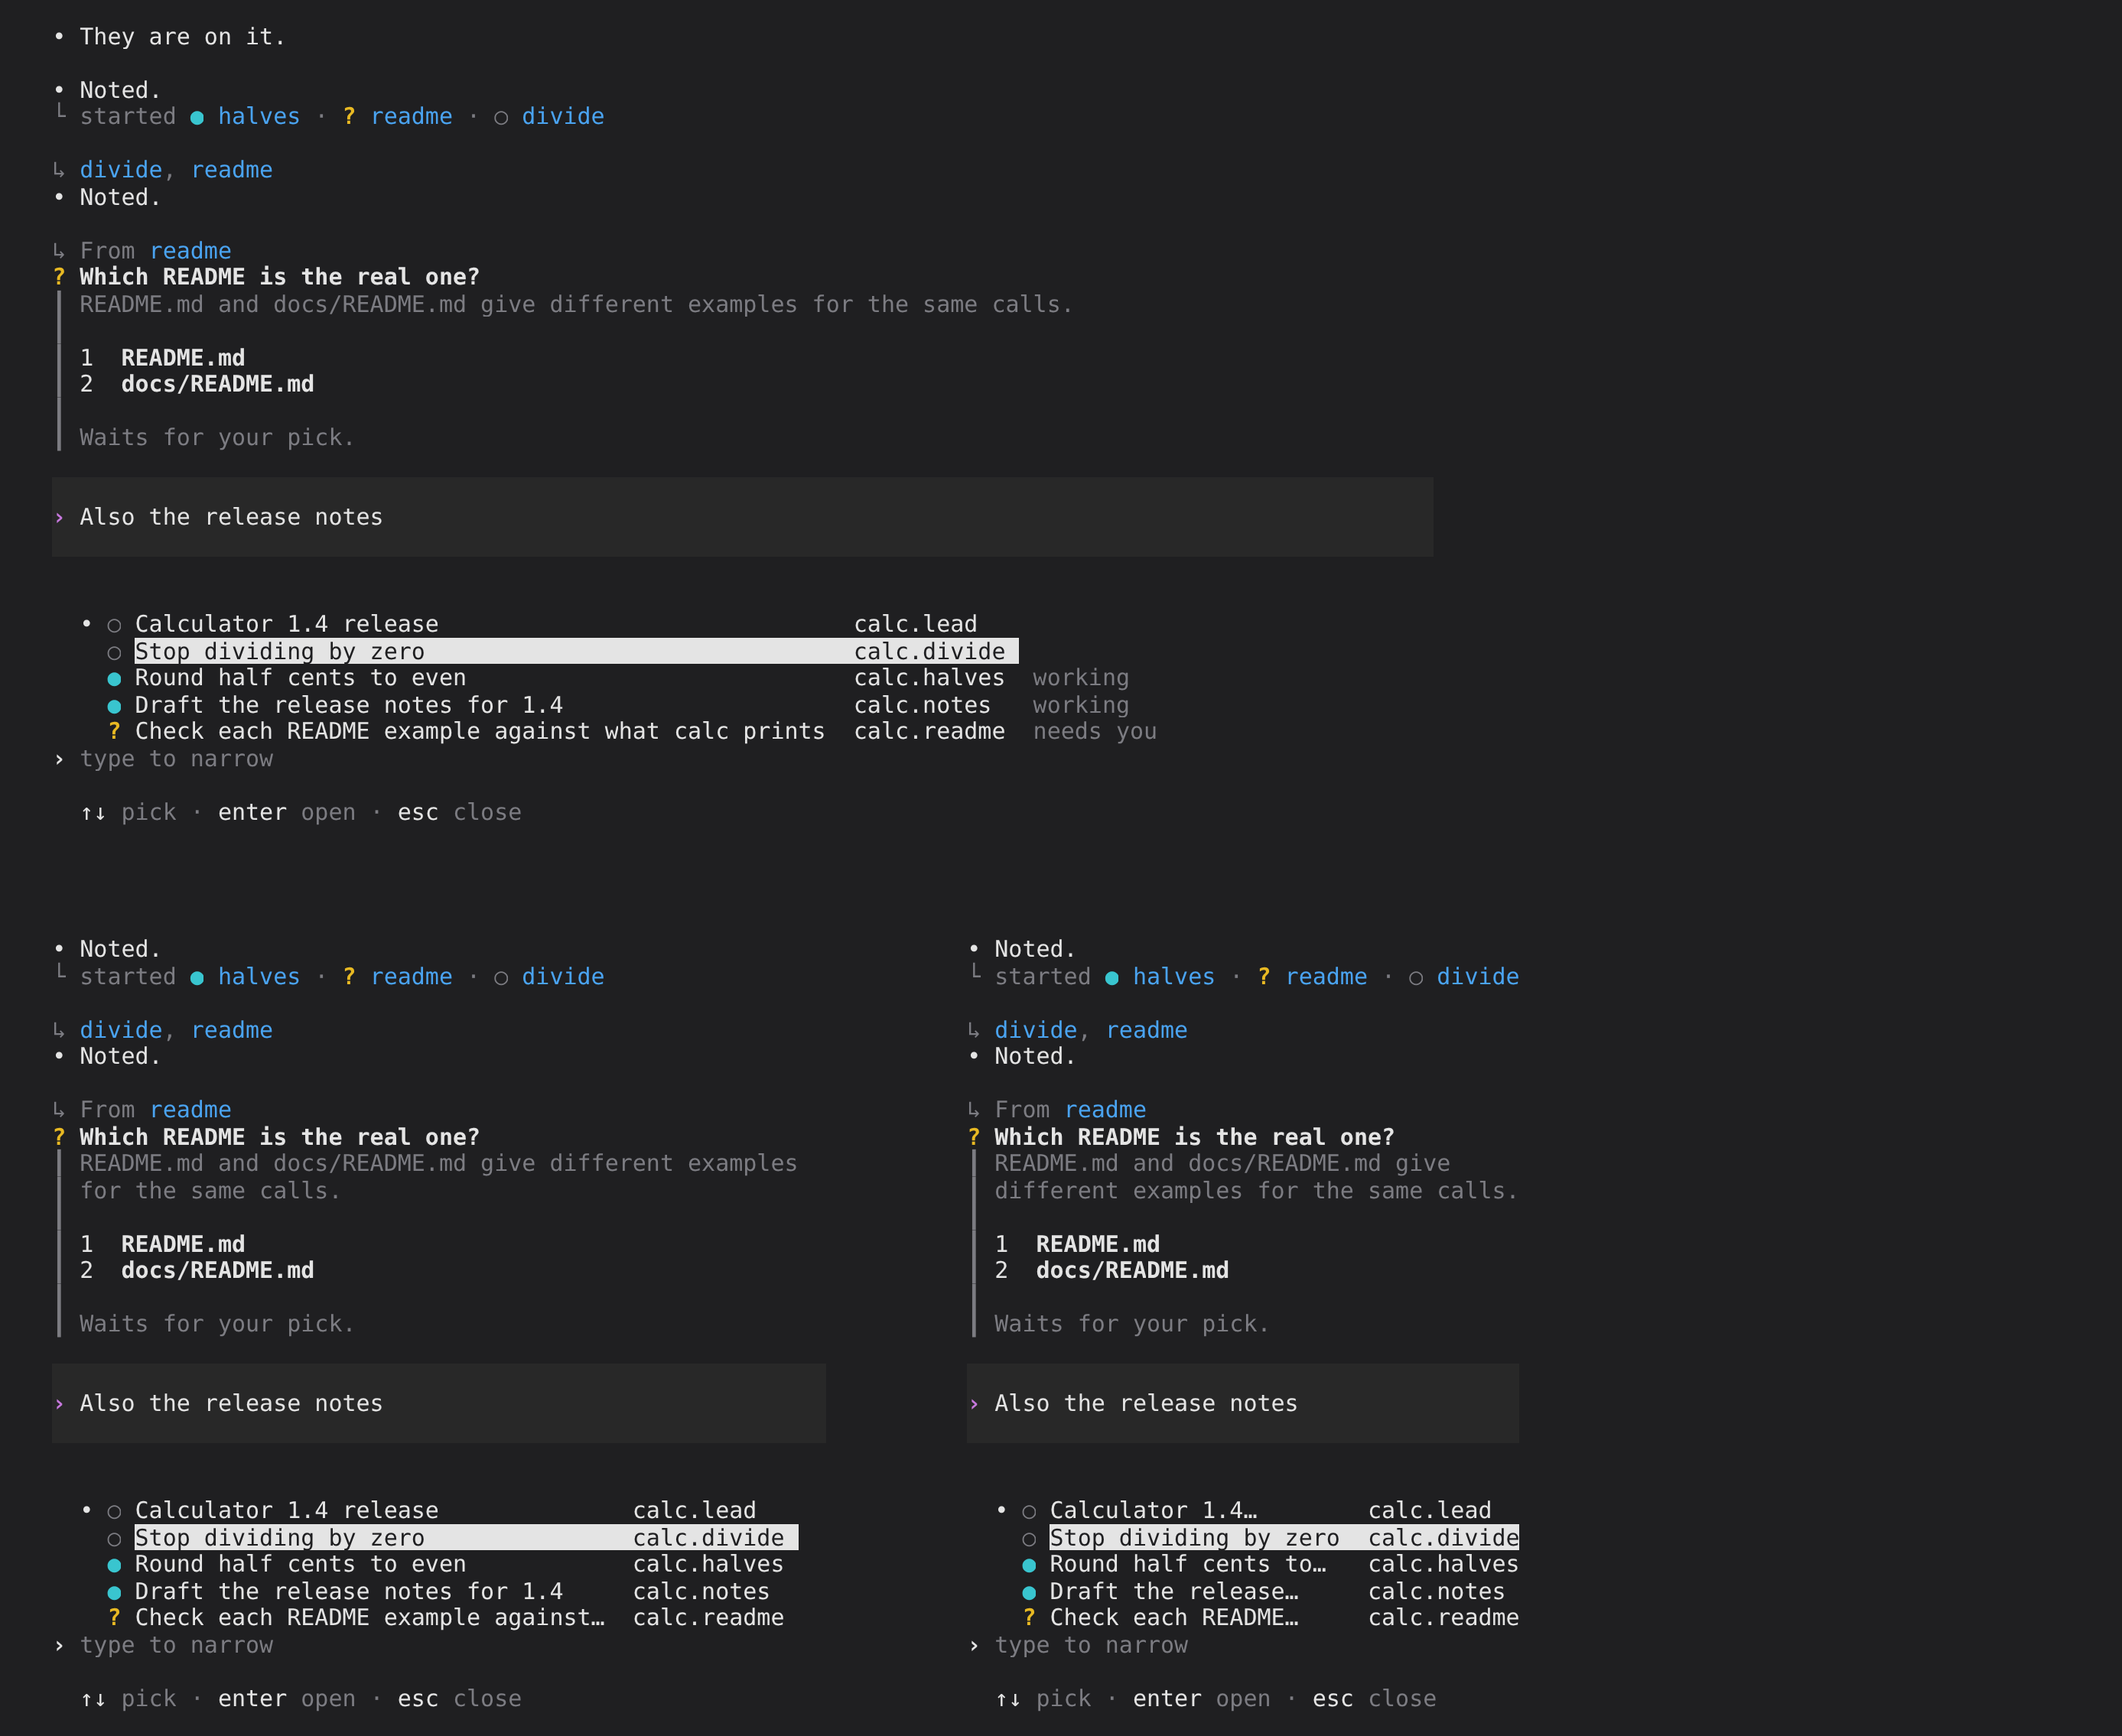 • They are on it.
• Noted.
└ started ● halves · ? readme · ○ divide
↳ divide, readme
• Noted.
↳ From readme
? Which README is the real one?
README.md and docs/README.md give different examples for the same calls.
1  README.md
2  docs/README.md
Waits for your pick.
› Also the release notes
• ○ Calculator 1.4 release  calc.lead
○ Stop dividing by zero  calc.divide
● Round half cents to even  calc.halves  working
● Draft the release notes for 1.4  calc.notes  working
? Check each README example against what calc prints  calc.readme  needs you
› type to narrow
↑↓ pick · enter open · esc close
• Noted.
└ started ● halves · ? readme · ○ divide
↳ divide, readme
• Noted.
↳ From readme
? Which README is the real one?
README.md and docs/README.md give different examples
for the same calls.
1  README.md
2  docs/README.md
Waits for your pick.
› Also the release notes
• ○ Calculator 1.4 release  calc.lead
○ Stop dividing by zero  calc.divide
● Round half cents to even  calc.halves
● Draft the release notes for 1.4  calc.notes
? Check each README example against…  calc.readme
› type to narrow
↑↓ pick · enter open · esc close
• Noted.
└ started ● halves · ? readme · ○ divide
↳ divide, readme
• Noted.
↳ From readme
? Which README is the real one?
README.md and docs/README.md give
different examples for the same calls.
1  README.md
2  docs/README.md
Waits for your pick.
› Also the release notes
• ○ Calculator 1.4…  calc.lead
○ Stop dividing by zero  calc.divide
● Round half cents to…  calc.halves
● Draft the release…  calc.notes
? Check each README…  calc.readme
› type to narrow
↑↓ pick · enter open · esc close